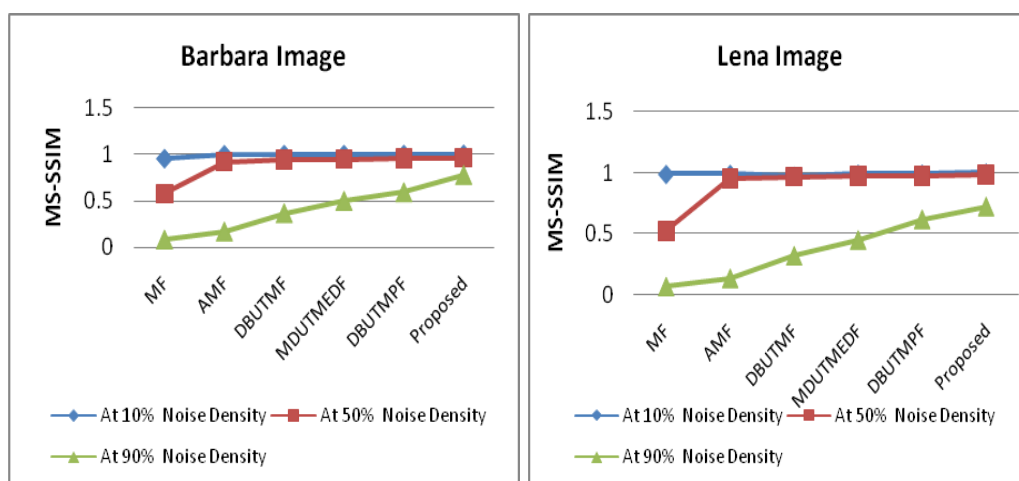 Barbara Image
MS-SSIM
1.5
1
0.5
0
MF
AMF
DBUTMF
MDUTMEDF
DBUTMPF
Proposed
At 10% Noise Density
At 50% Noise Density
At 90% Noise Density
Lena Image
MS-SSIM
1.5
1
0.5
0
MF
AMF
DBUTMF
MDUTMEDF
DBUTMPF
Proposed
At 10% Noise Density
At 50% Noise Density
At 90% Noise Density